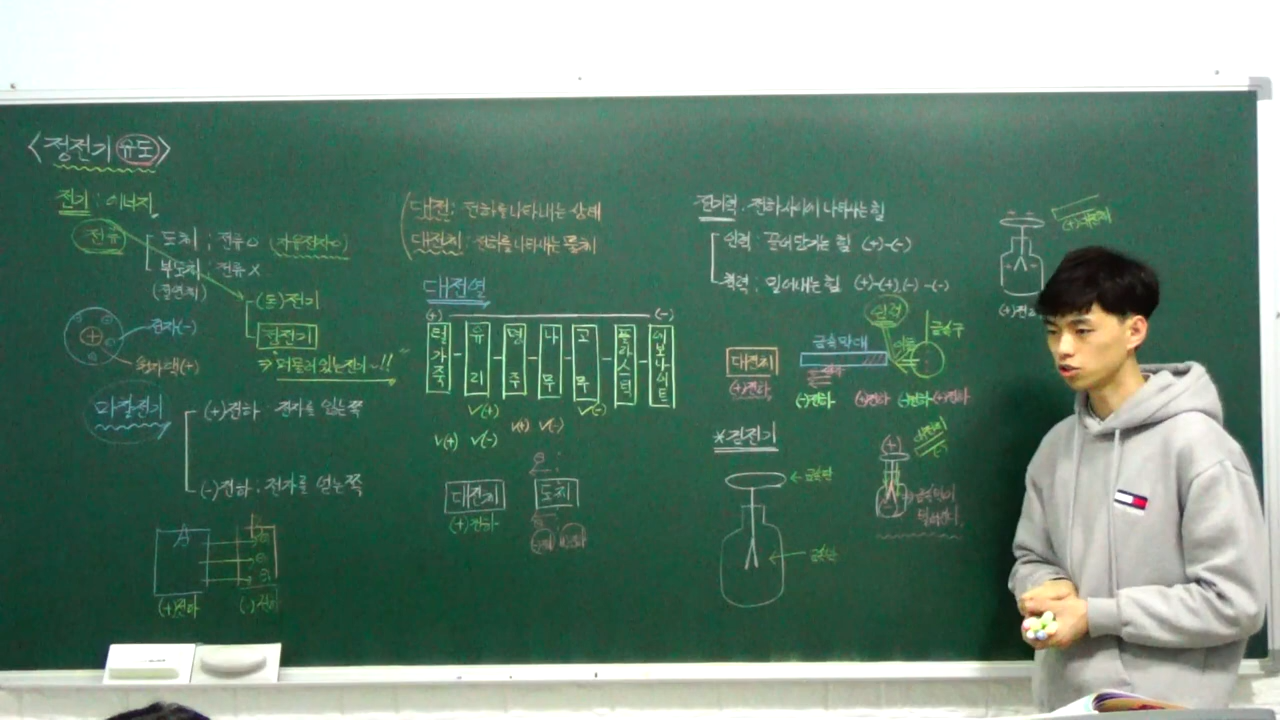 <정전기 유도>
전기 : 에너지
전류
도체 : 전류 o (자유전자 o)
부도체 : 전류 x
(절연체)
(동)전기
정전기
⇒ 머물러 있는 전기~!!
전자(-)
원자핵(+)
마찰전기
(+)전하 : 전자를 잃는 쪽
(-)전하 : 전자를 얻는 쪽
(+)전하
(-)전하
대전 : 전하를 나타내는 상태
대전체 : 전하를 나타내는 물체
대전열
(+) (-)
털가죽 - 유리 - 명주 - 나무 - 고무 - 플라스틱 - 에보나이트
✓(+) ✓(-)
✓(+) ✓(-) ✓(+) ✓(-)
대전체
(+)전하
도체
전기력 : 전하 사이에 나타나는 힘
인력 : 끌어당기는 힘 (+)-(-)
척력 : 밀어내는 힘 (+)-(+), (-)-(-)
대전체
(+)전하
금속막대
금속구
이동
(-)전하 (+)전하 (-)전하 (+)전하
*검전기
금속판
금속박
(+)
대전체
(+)대전체